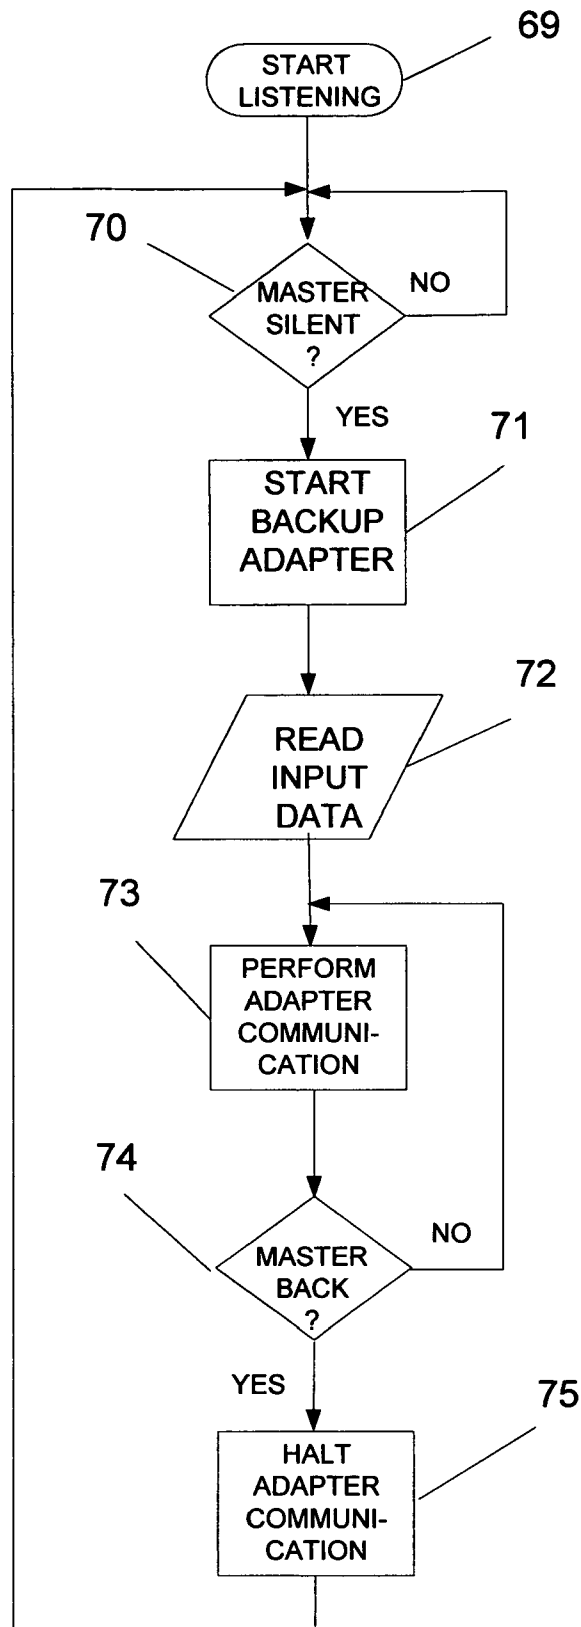 69
START
LISTENING
70
MASTER
SILENT
?
NO
YES
71
START
BACKUP
ADAPTER
72
READ
INPUT
DATA
73
PERFORM
ADAPTER
COMMUNI-
CATION
74
MASTER
BACK
?
NO
YES
75
HALT
ADAPTER
COMMUNI-
CATION